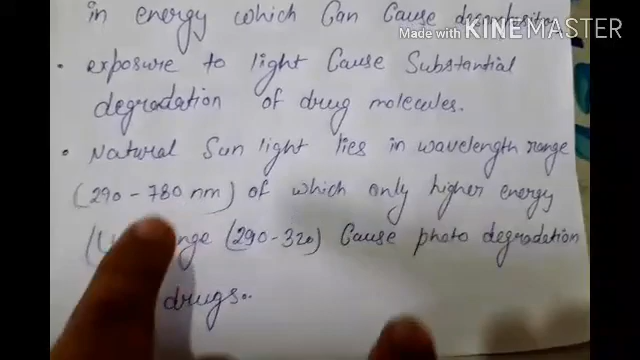 in energy which Can Cause
Made with KINEMASTER
• exposure to light Cause Substantial
degradation of drug molecules.
• Natural Sun light lies in wavelength range
(290-780 nm) of which only higher energy
(290-320) Cause photo degradation
drugs..